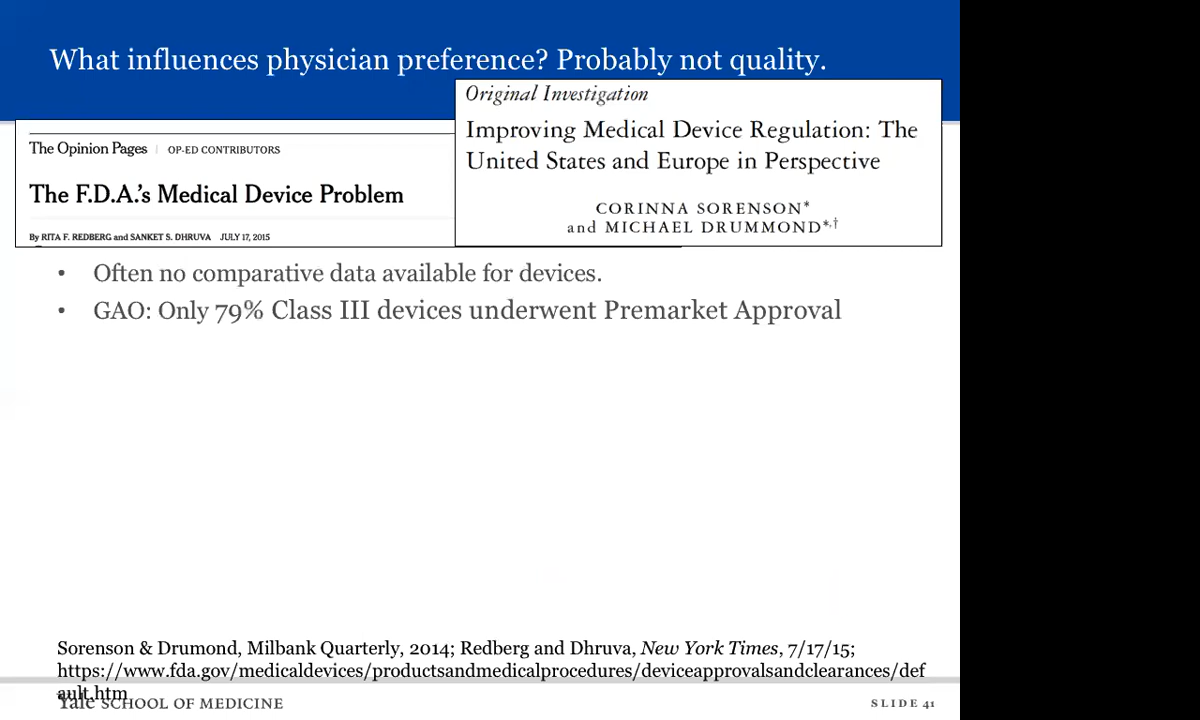 What influences physician preference? Probably not quality.
Original Investigation
Improving Medical Device Regulation: The
United States and Europe in Perspective
CORINNA SORENSON*
and MICHAEL DRUMMOND*,†
The Opinion Pages | OP-ED CONTRIBUTORS
The F.D.A.'s Medical Device Problem
By RITA F. REDBERG and SANKET S. DHRUVA JULY 17, 2015
• Often no comparative data available for devices.
• GAO: Only 79% Class III devices underwent Premarket Approval
Sorenson & Drumond, Milbank Quarterly, 2014; Redberg and Dhruva, New York Times, 7/17/15;
https://www.fda.gov/medicaldevices/productsandmedicalprocedures/deviceapprovalsandclearances/def
ault.htm
Yale SCHOOL OF MEDICINE
SLIDE 41